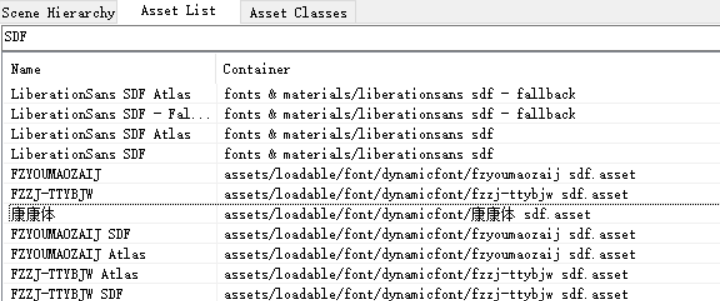 Scene Hierarchy Asset List Asset Classes
SDF
Name Container
LiberationSans SDF Atlas fonts & materials/liberationsans sdf - fallback
LiberationSans SDF - Fal... fonts & materials/liberationsans sdf - fallback
LiberationSans SDF Atlas fonts & materials/liberationsans sdf
LiberationSans SDF fonts & materials/liberationsans sdf
FZYOUMAOZAIJ assets/loadable/font/dynamicfont/fzyoumaozaij sdf.asset
FZZJ-TTYBJW assets/loadable/font/dynamicfont/fzzj-ttybjw sdf.asset
康康体 assets/loadable/font/dynamicfont/康康体 sdf.asset
FZYOUMAOZAIJ SDF assets/loadable/font/dynamicfont/fzyoumaozaij sdf.asset
FZYOUMAOZAIJ Atlas assets/loadable/font/dynamicfont/fzyoumaozaij sdf.asset
FZZJ-TTYBJW Atlas assets/loadable/font/dynamicfont/fzzj-ttybjw sdf.asset
FZZJ-TTYBJW SDF assets/loadable/font/dynamicfont/fzzj-ttybjw sdf.asset